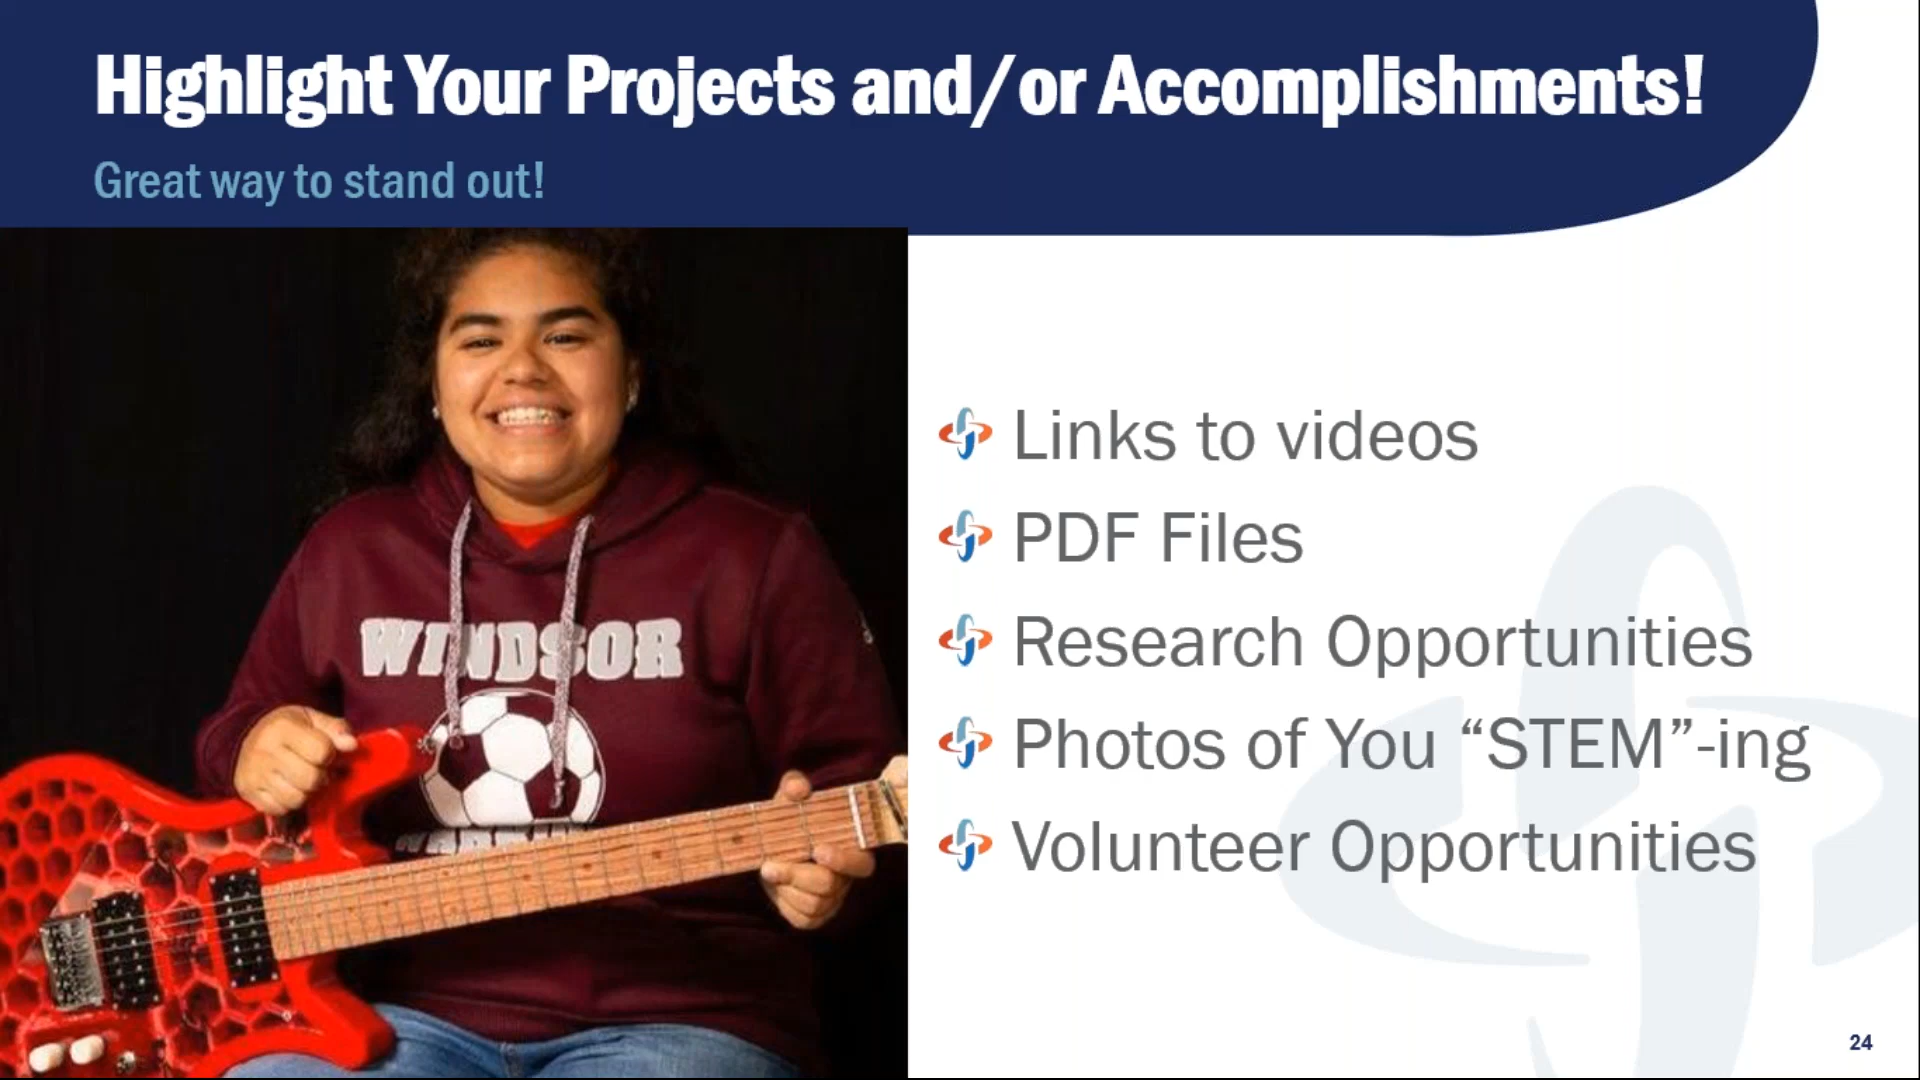 Highlight Your Projects and/or Accomplishments!
Great way to stand out!
WINDSOR
Links to videos
PDF Files
Research Opportunities
Photos of You “STEM”-ing
Volunteer Opportunities
24